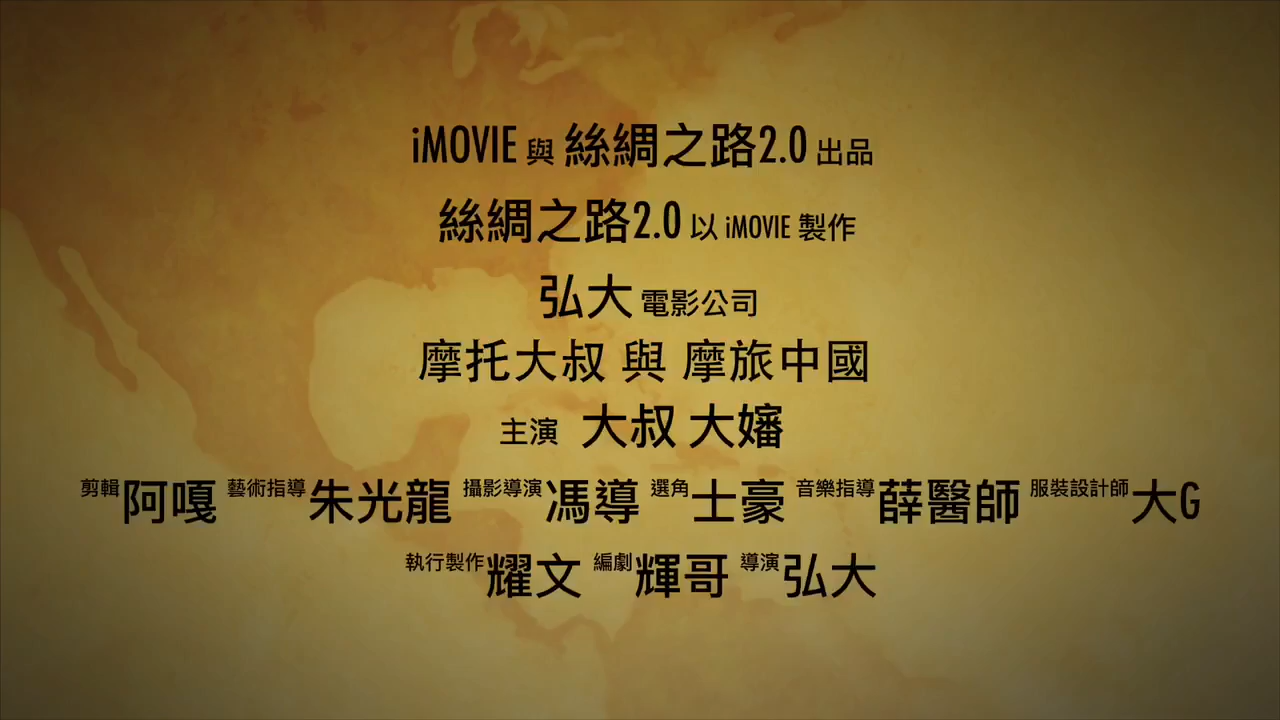 iMOVIE 與 絲綢之路2.0 出品
絲綢之路2.0 以 iMOVIE 製作
弘大 電影公司
摩托大叔 與 摩旅中國
主演 大叔 大嬸
剪輯 阿嘎 藝術指導 朱光龍 攝影導演 馮導 選角 士豪 音樂指導 薛醫師 服裝設計師 大G
執行製作 耀文 編劇 輝哥 導演 弘大